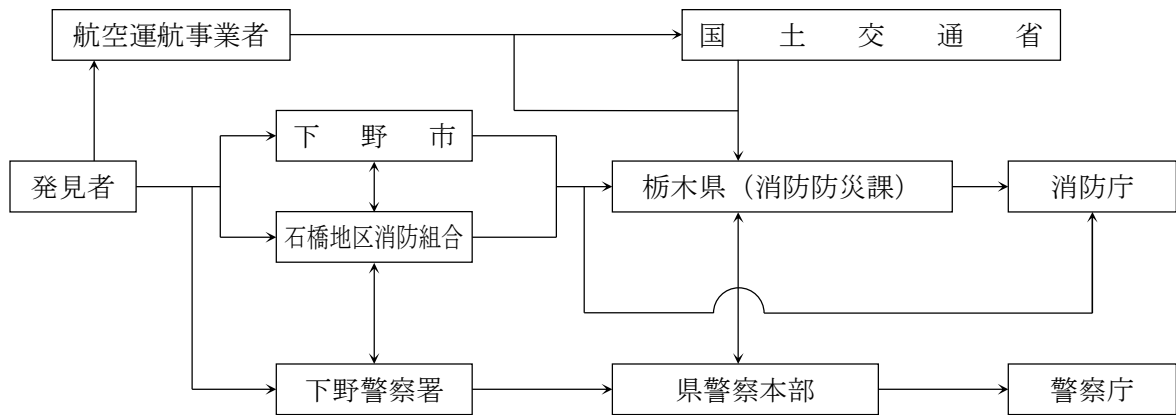 航空運航事業者
国土交通省
下野市
発見者
栃木県（消防防災課）
消防庁
石橋地区消防組合
下野警察署
県警察本部
警察庁